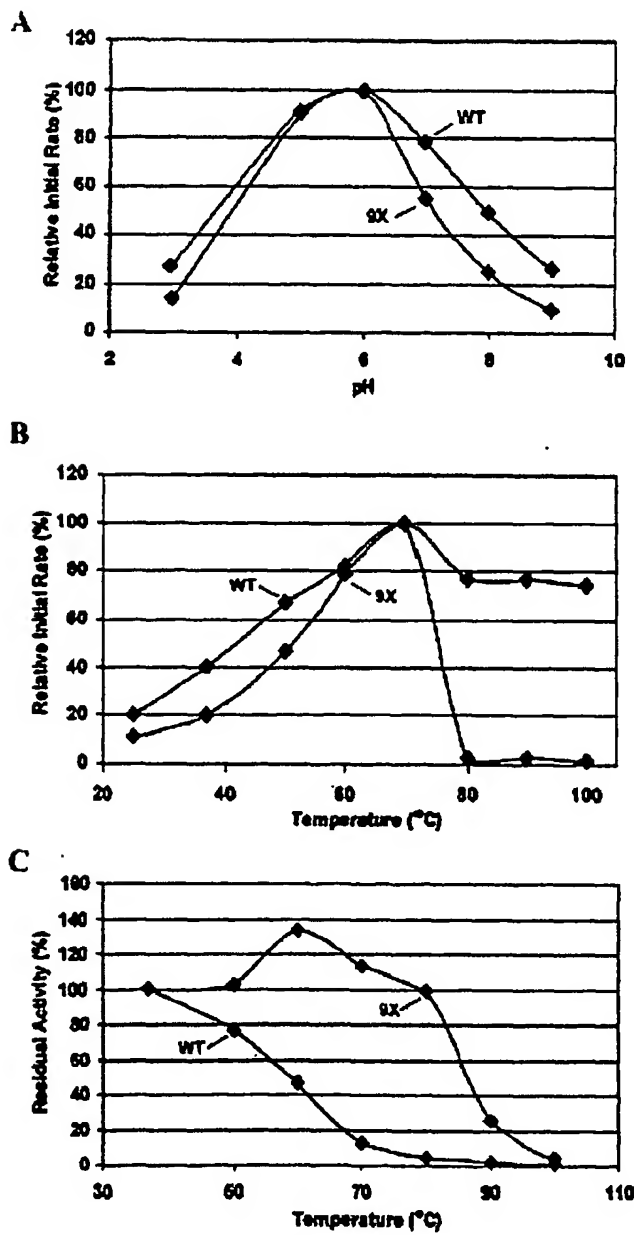 A
Relative Initial Rate (%)
120
100
80
60
40
20
0
WT
9X
2 4 6 8 10
pH
B
Relative Initial Rate (%)
120
100
80
60
40
20
0
WT
9X
20 40 60 80 100
Temperature (°C)
C
Residual Activity (%)
160
140
120
100
80
60
40
20
0
WT
9X
30 50 70 90 110
Temperature (°C)